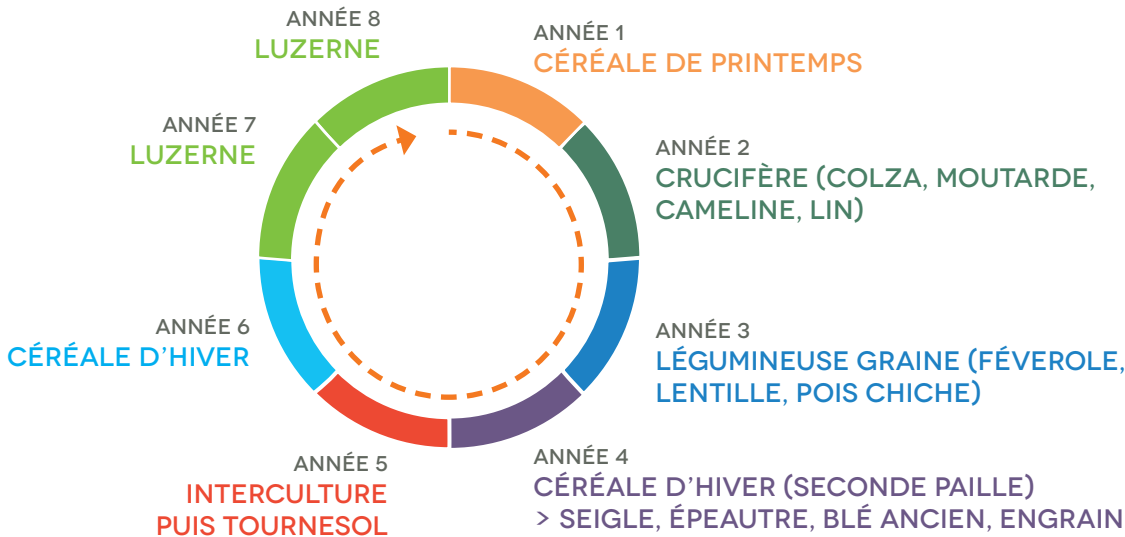 ANNÉE 8
LUZERNE
ANNÉE 1
CÉRÉALE DE PRINTEMPS
ANNÉE 2
CRUCIFÈRE (COLZA, MOUTARDE,
CAMELINE, LIN)
ANNÉE 3
LÉGUMINEUSE GRAINE (FÉVEROLE,
LENTILLE, POIS CHICHE)
ANNÉE 4
CÉRÉALE D’HIVER (SECONDE PAILLE)
> SEIGLE, ÉPEAUTRE, BLÉ ANCIEN, ENGRAIN
ANNÉE 5
INTERCULTURE
PUIS TOURNESOL
ANNÉE 6
CÉRÉALE D’HIVER
ANNÉE 7
LUZERNE